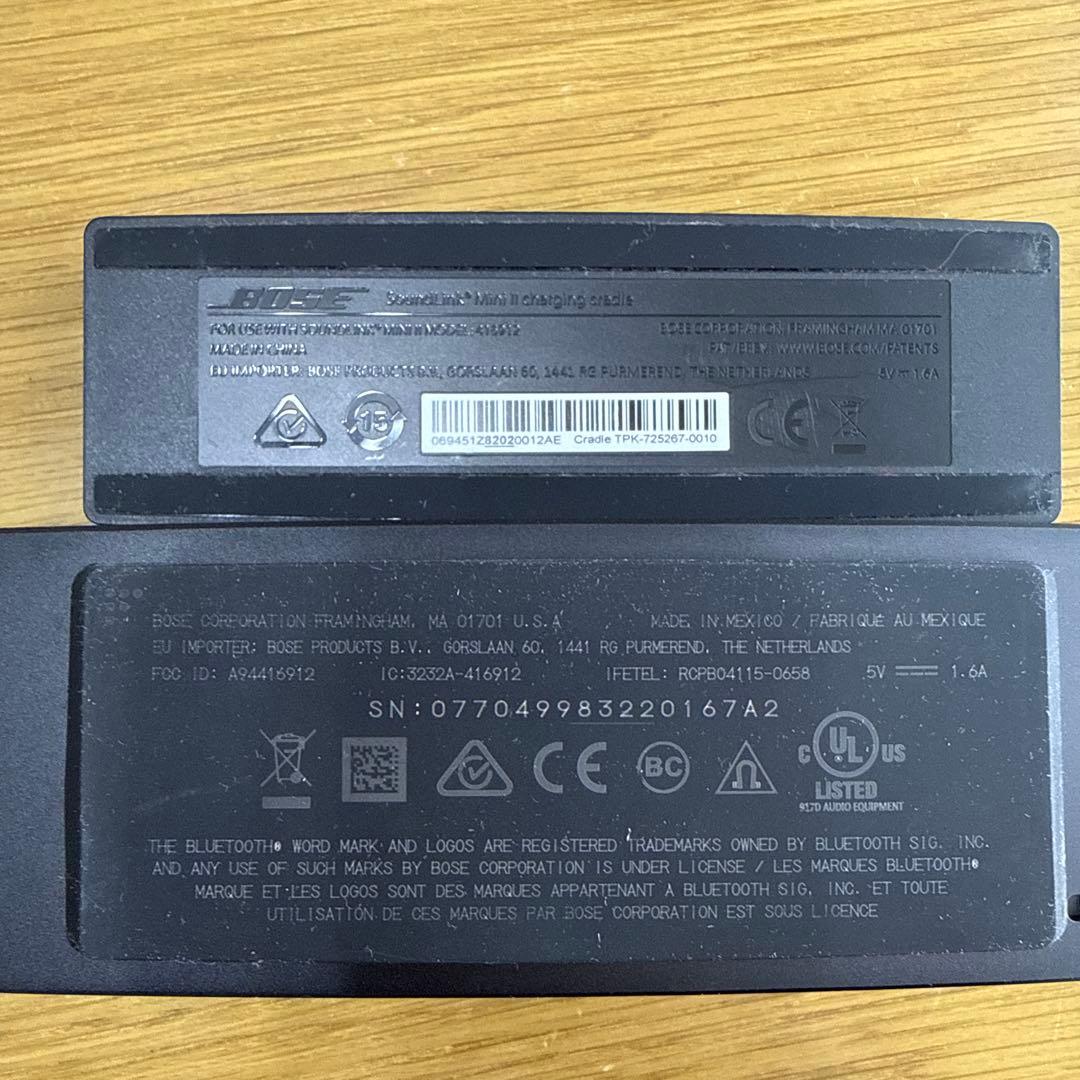 BOSE SoundLink® Mini II charging cradle
FOR USE WITH SOUNDLINK® MINI II MODEL: 416912 BOSE CORPORATION, FRAMINGHAM, MA 01701
MADE IN CHINA WWW.BOSE.COM/PATENTS
EU IMPORTER: BOSE PRODUCTS B.V., GORSLAAN 60, 1441 RG PURMEREND, THE NETHERLANDS 5V 1.6A
15
069451Z82020012AE Cradle TPK-725267-0010
CE
BOSE CORPORATION FRAMINGHAM, MA 01701 U.S.A MADE IN MEXICO / FABRIQUÉ AU MEXIQUE
EU IMPORTER: BOSE PRODUCTS B.V., GORSLAAN 60, 1441 RG PURMEREND, THE NETHERLANDS
FCC ID: A94416912 IC:3232A-416912 IFETEL: RCPBO4115-0658 5V 1.6A
SN:077049983220167A2
CE BC C UL US
LISTED
917D AUDIO EQUIPMENT
THE BLUETOOTH® WORD MARK AND LOGOS ARE REGISTERED TRADEMARKS OWNED BY BLUETOOTH SIG, INC.
AND ANY USE OF SUCH MARKS BY BOSE CORPORATION IS UNDER LICENSE / LES MARQUES BLUETOOTH®
MARQUE ET LES LOGOS SONT DES MARQUES APPARTENANT A BLUETOOTH SIG, INC. ET TOUTE
UTILISATION DE CES MARQUES PAR BOSE CORPORATION EST SOUS LICENCE